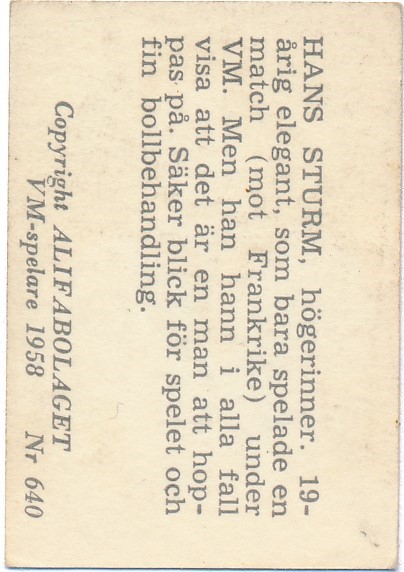 HANS STURM, högerinner. 19-
årig elegant, som bara spelade en
match (mot Frankrike) under
VM. Men han hann i alla fall
visa att det är en man att hop-
pas på. Säker blick för spelet och
fin bollbehandling.
Copyright ALIFABOLAGET
VM-spelare 1958 Nr 640